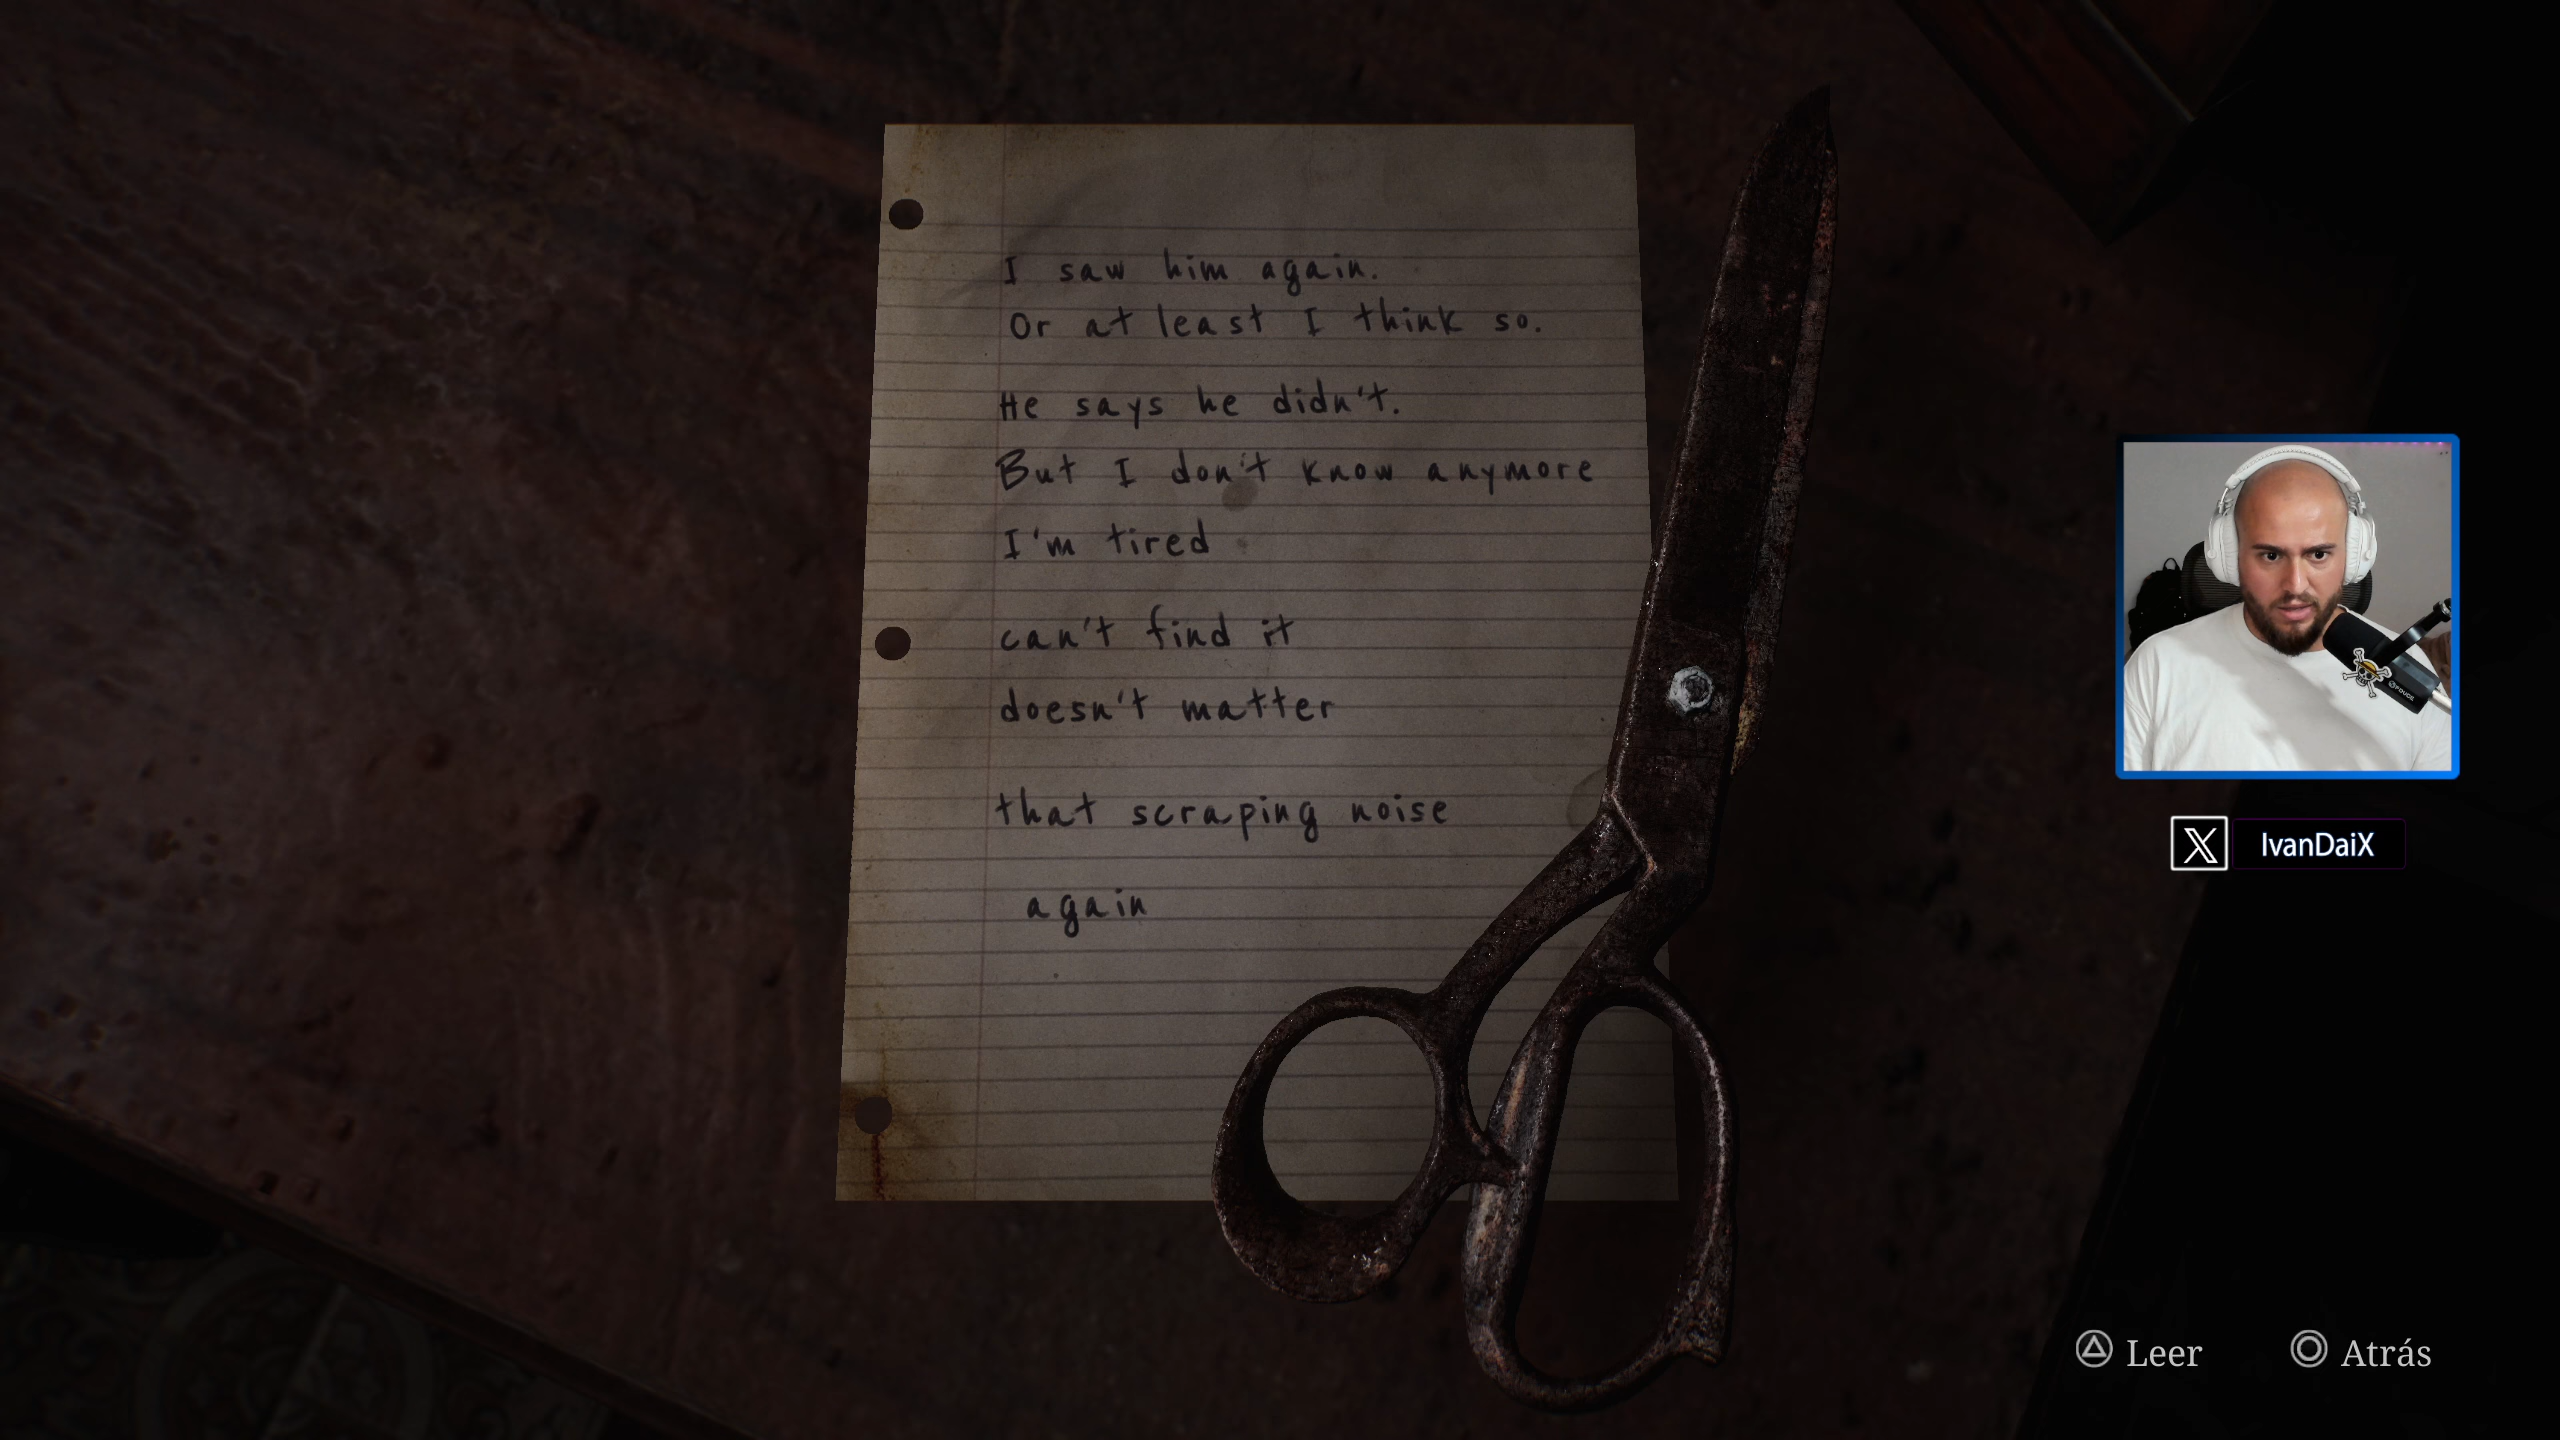 I saw him again.
Or at least I think so.
He says he didn't.
But I don't know anymore
I'm tired
can't find it
doesn't matter
that scraping noise
again
X IvanDaiX
Leer
Atrás